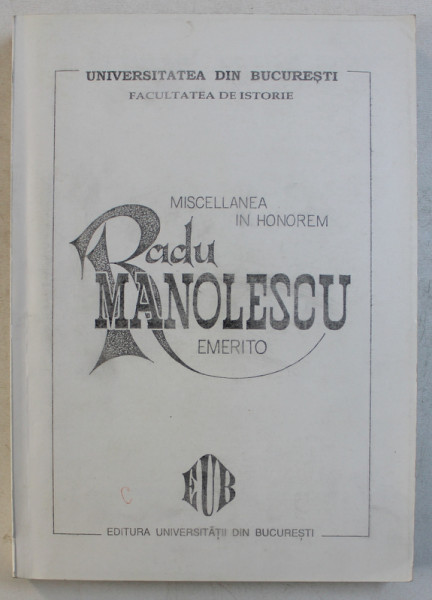 UNIVERSITATEA DIN BUCUREȘTI
FACULTATEA DE ISTORIE
MISCELLANEA
IN HONOREM
Radu
MANOLESCU
EMERITO
EUB
EDITURA UNIVERSITĂȚII DIN BUCUREȘTI